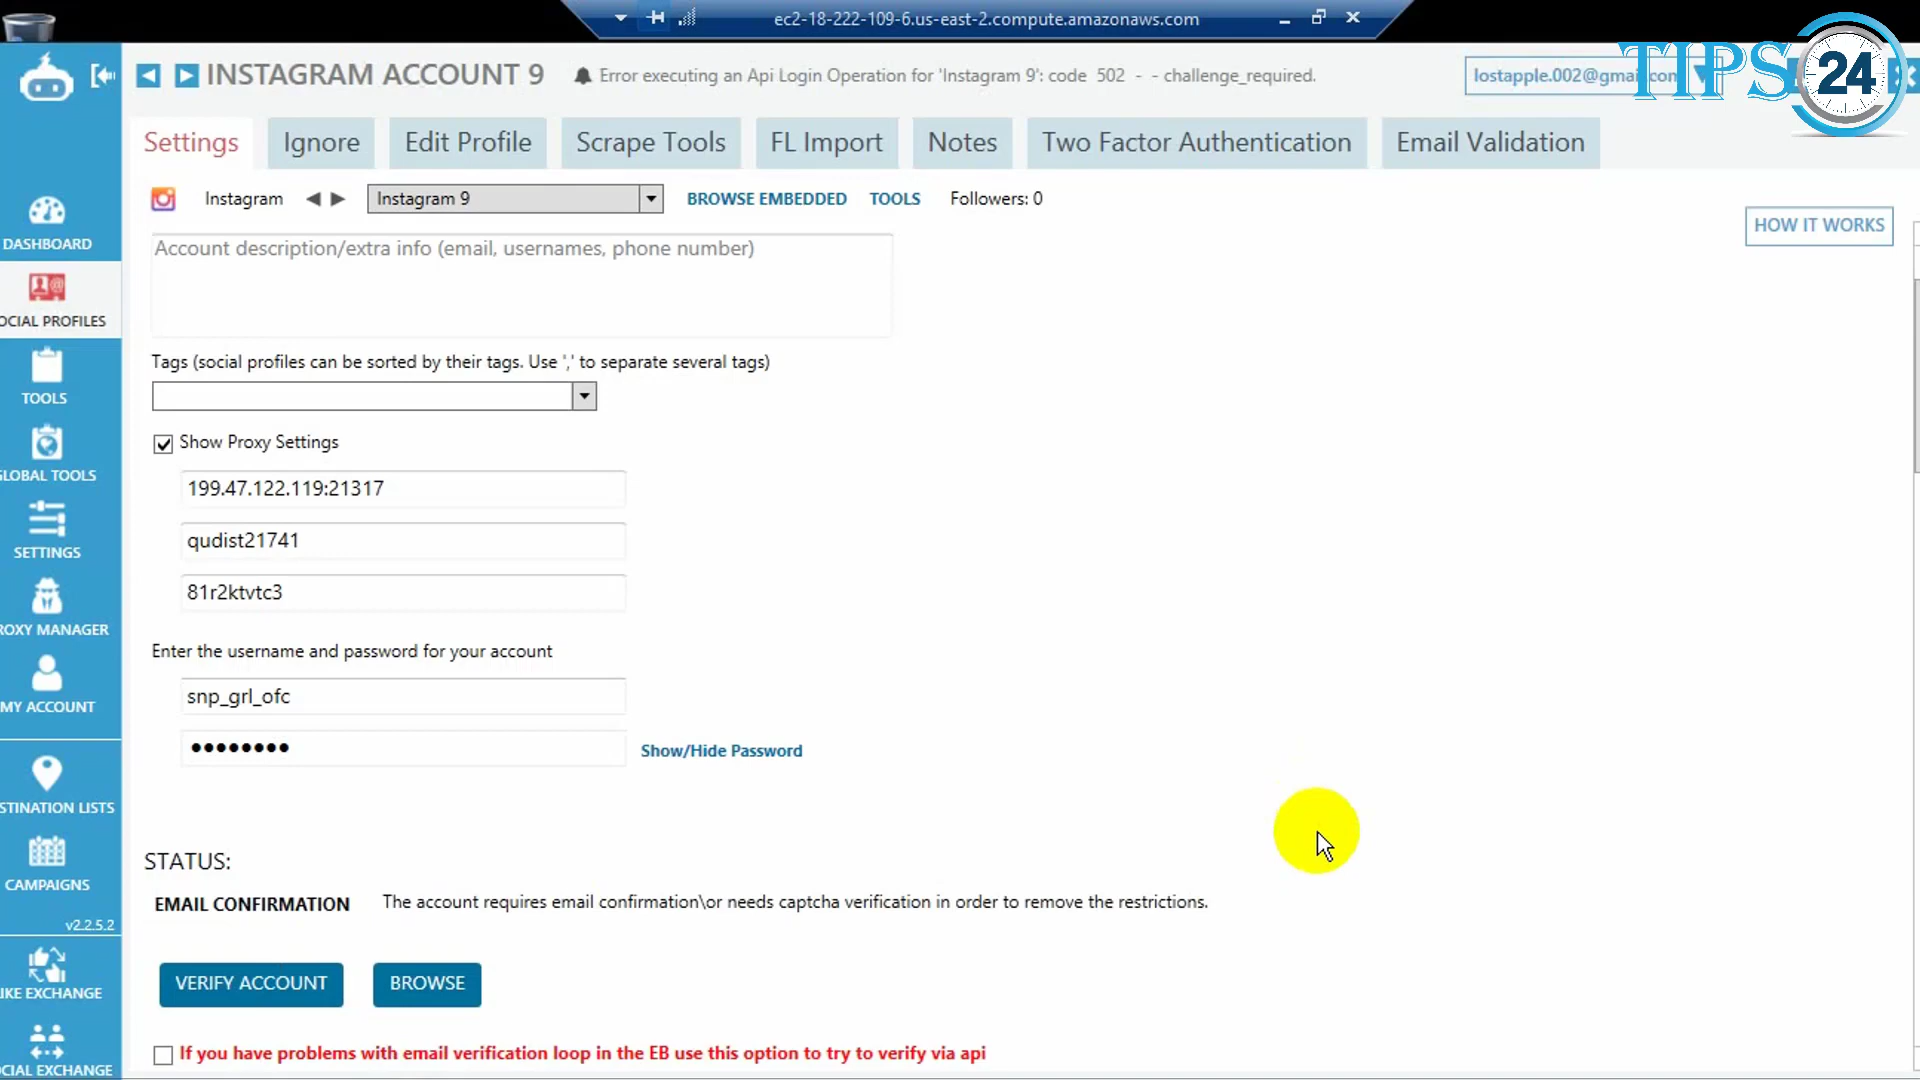 ec2-18-222-109-6.us-east-2.compute.amazonaws.com
TIPS 24
INSTAGRAM ACCOUNT 9
Error executing an Api Login Operation for 'Instagram 9': code 502 - - challenge_required.
lostapple.002@gmail.com
Settings
Ignore
Edit Profile
Scrape Tools
FL Import
Notes
Two Factor Authentication
Email Validation
Instagram
Instagram 9
BROWSE EMBEDDED
TOOLS
Followers: 0
HOW IT WORKS
Account description/extra info (email, usernames, phone number)
Tags (social profiles can be sorted by their tags. Use ',' to separate several tags)
Show Proxy Settings
199.47.122.119:21317
qudist21741
81r2ktvtc3
Enter the username and password for your account
snp_grl_ofc
••••••••
Show/Hide Password
STATUS:
EMAIL CONFIRMATION
The account requires email confirmation\or needs captcha verification in order to remove the restrictions.
VERIFY ACCOUNT
BROWSE
If you have problems with email verification loop in the EB use this option to try to verify via api
DASHBOARD
OCIAL PROFILES
TOOLS
GLOBAL TOOLS
SETTINGS
ROXY MANAGER
MY ACCOUNT
STINATION LISTS
CAMPAIGNS
v2.2.5.2
IKE EXCHANGE
CIAL EXCHANGE